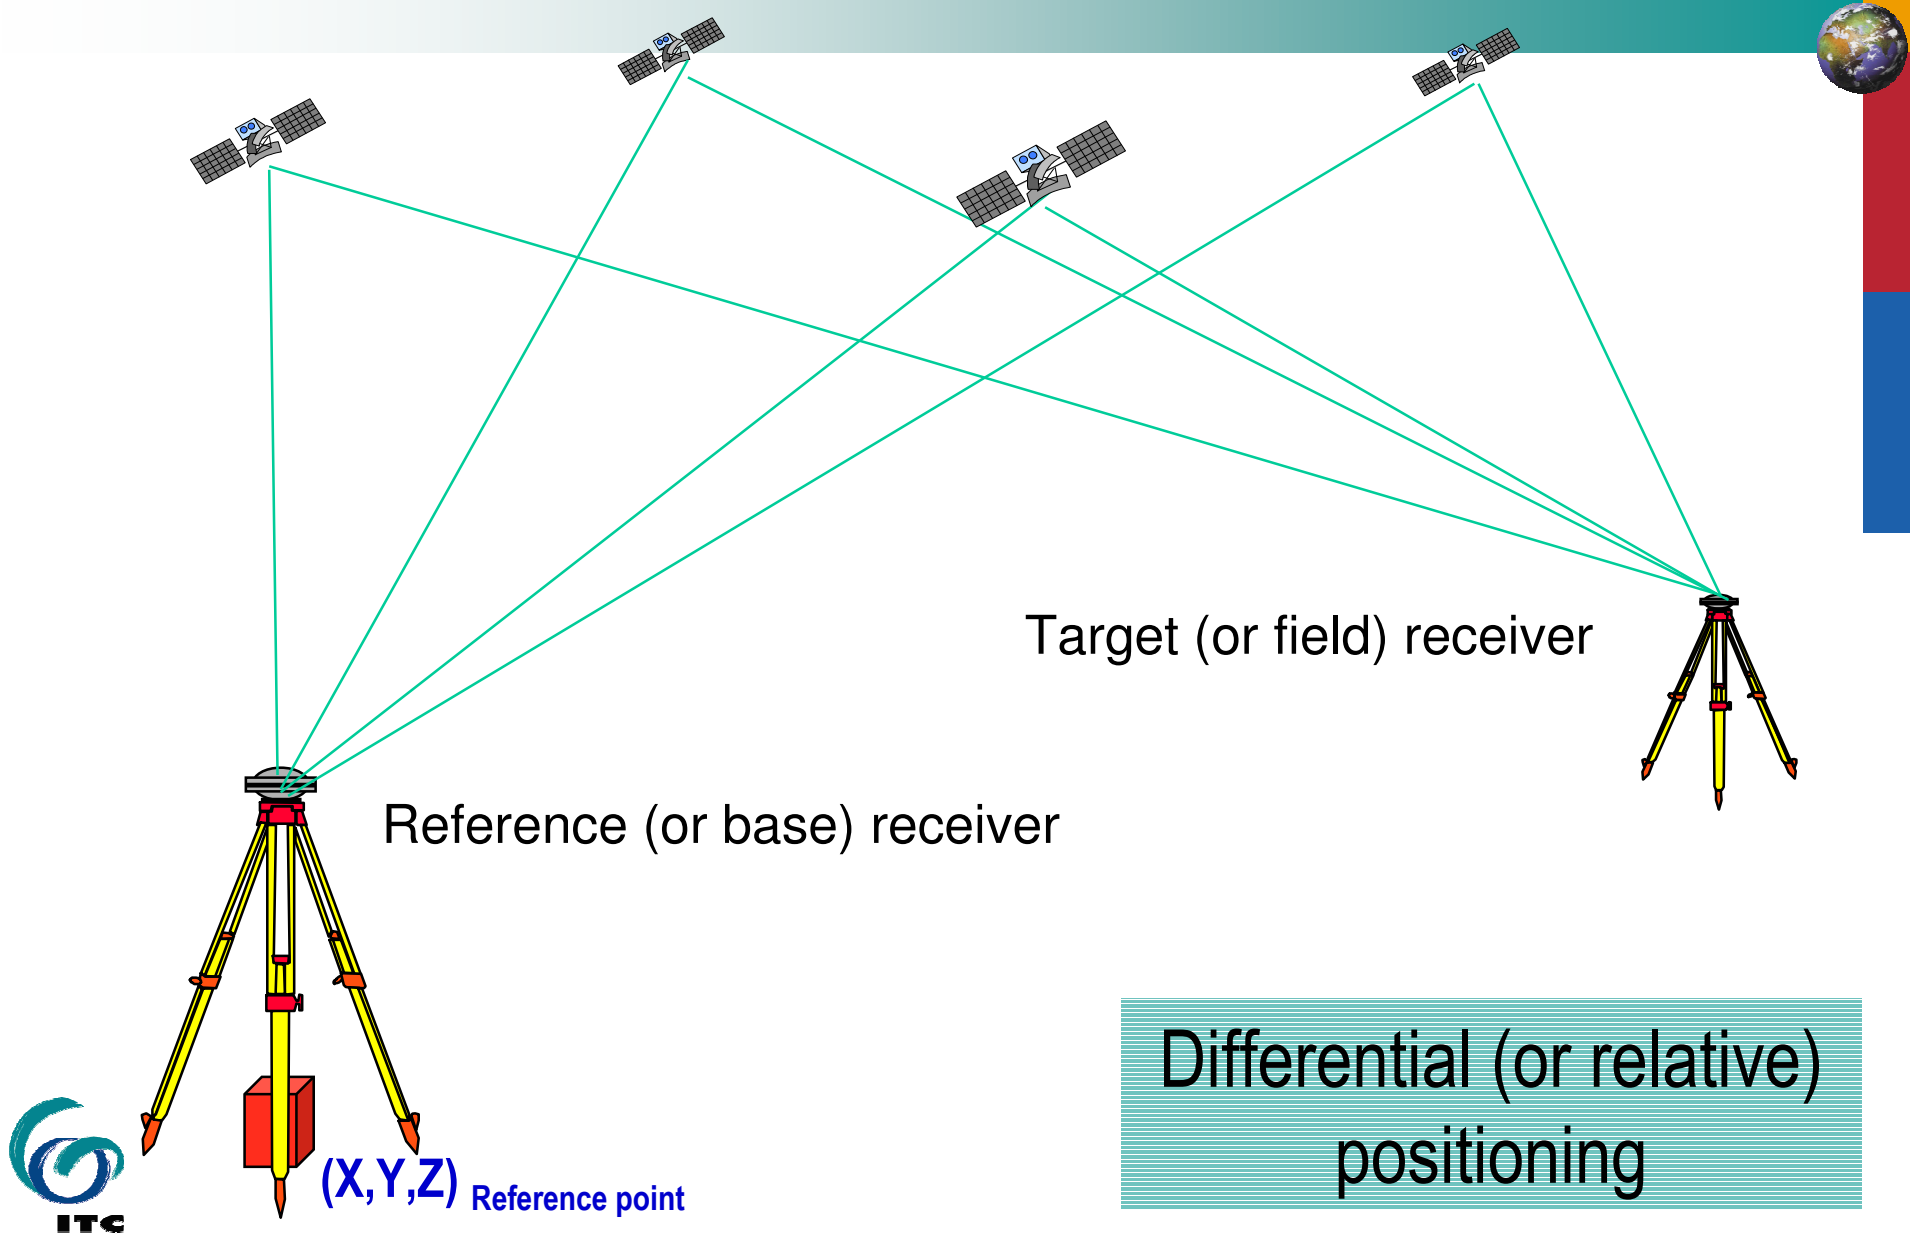 Target (or field) receiver
Reference (or base) receiver
Differential (or relative)
positioning
(X,Y,Z) Reference point
ITC